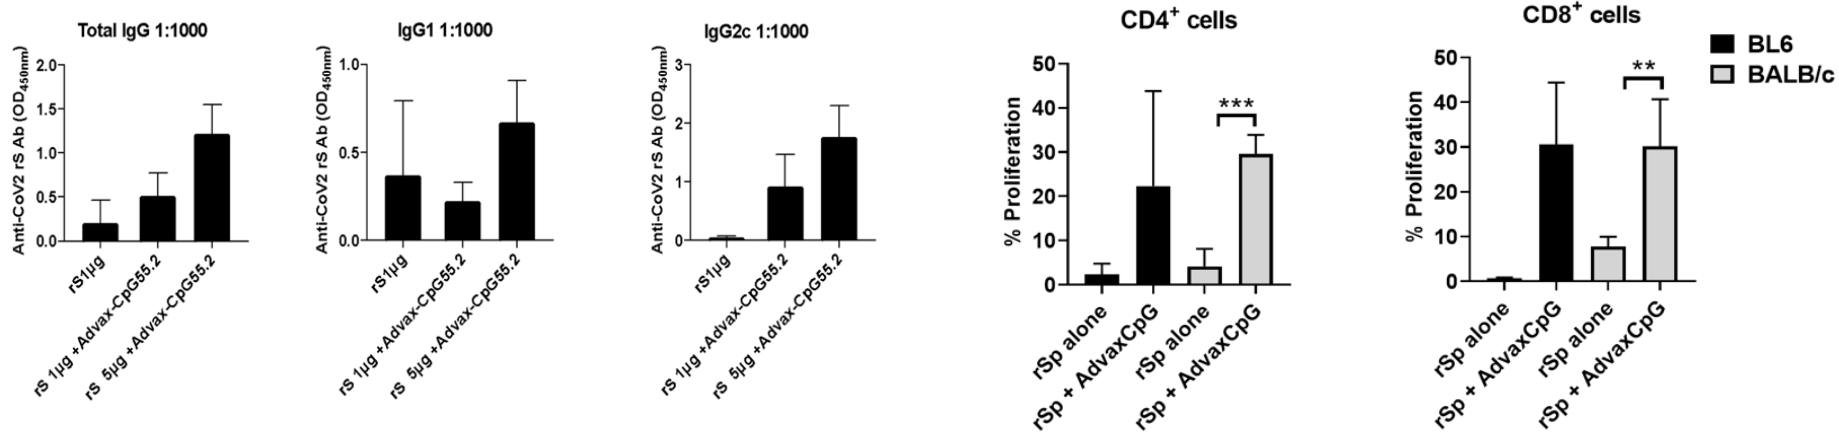 Total IgG 1:1000
Anti-CoV2 rS Ab (OD450nm)
2.0
1.5
1.0
0.5
0.0
rS1µg
rS 1µg +Advax-CpG55.2
rS 5µg +Advax-CpG55.2
IgG1 1:1000
Anti-CoV2 rS Ab (OD450nm)
1.0
0.5
0.0
rS1µg
rS 1µg +Advax-CpG55.2
rS 5µg +Advax-CpG55.2
IgG2c 1:1000
Anti-CoV2 rS Ab (OD450nm)
3
2
1
0
rS1µg
rS 1µg +Advax-CpG55.2
rS 5µg +Advax-CpG55.2
CD4+ cells
% Proliferation
50
40
30
20
10
0
***
rSp alone
rSp + AdvaxCpG
rSp alone
rSp + AdvaxCpG
CD8+ cells
% Proliferation
50
40
30
20
10
0
**
rSp alone
rSp + AdvaxCpG
rSp alone
rSp + AdvaxCpG
BL6
BALB/c